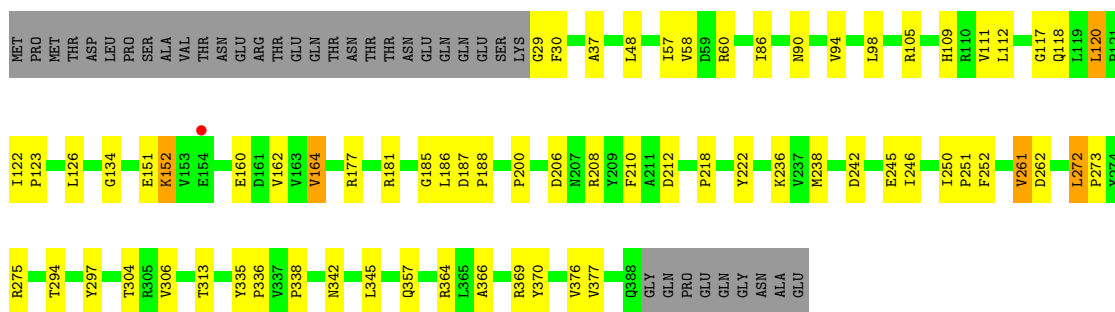 MET PRO MET THR ASP LEU PRO SER ALA VAL THR ASN GLU ARG THR GLU GLN THR ASN THR THR ASN GLU GLN GLN GLU SER LYS G29 F30 A37 L48 I57 V58 D59 R60 I86 N90 V94 L98 R105 H109 R110 V111 L112 G117 Q118 L119 L120
I122 P123 L126 G134 E151 K152 V153 E154 E160 D161 V162 V163 V164 R177 R181 G185 L186 D187 P188 P200 D206 N207 R208 Y209 F210 A211 D212 P218 Y222 K236 V237 M238 D242 E245 I246 I250 P251 F252 V261 D262 L272 P273
R275 T294 Y297 T304 R305 V306 T313 Y335 P336 V337 P338 N342 L345 Q357 R364 L365 A366 R369 Y370 V376 V377 Q388 GLY GLN PRO GLU GLN GLY ASN ALA GLU